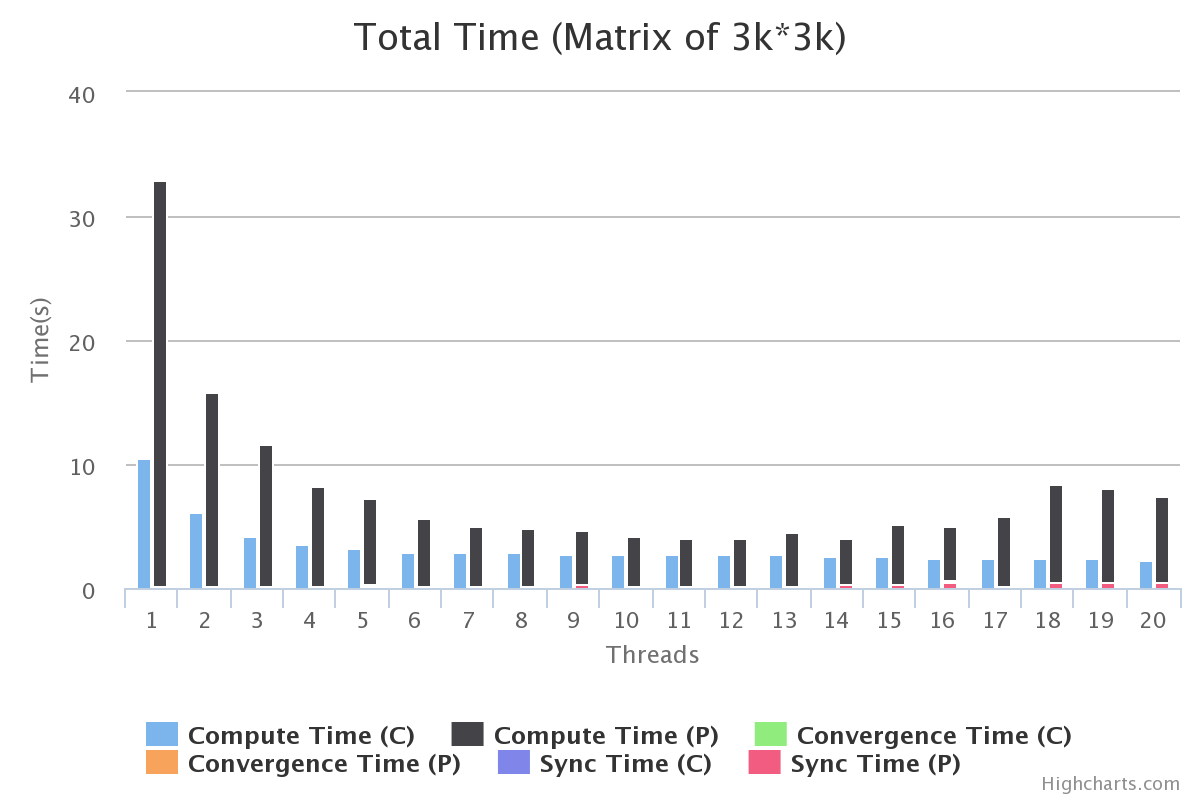 Total Time (Matrix of 3k*3k)
40
30
20
10
0
Time(s)
1 2 3 4 5 6 7 8 9 10 11 12 13 14 15 16 17 18 19 20
Threads
Compute Time (C) Compute Time (P) Convergence Time (C)
Convergence Time (P) Sync Time (C) Sync Time (P)
Highcharts.com